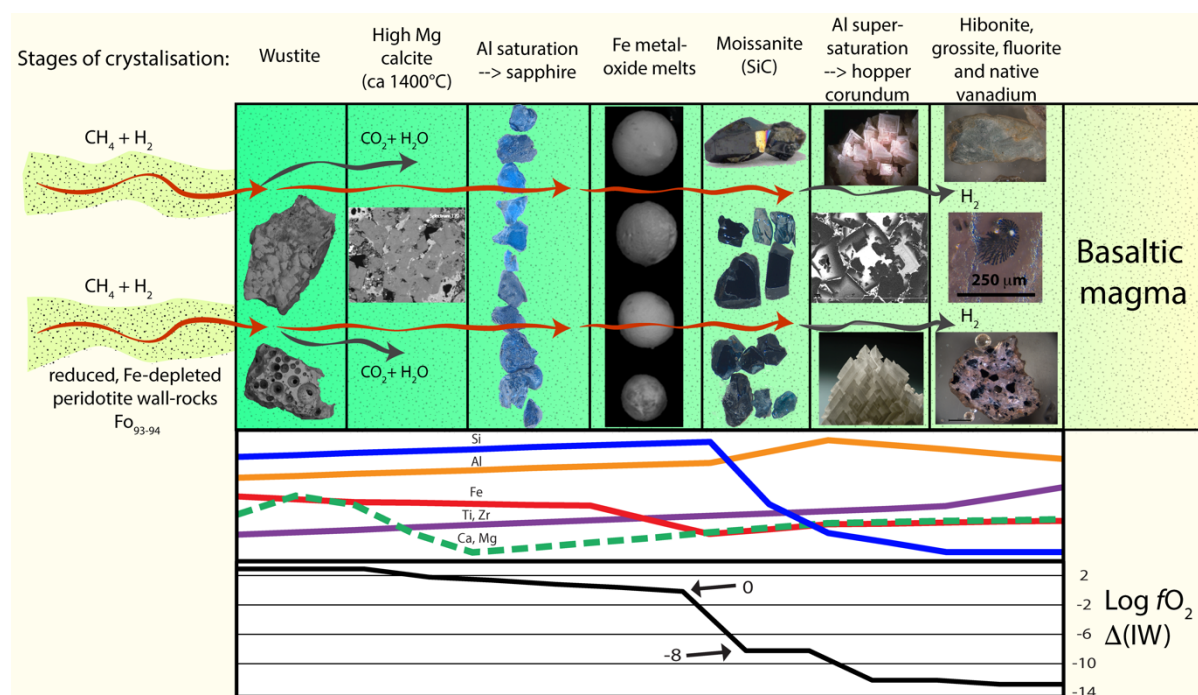 Stages of crystalisation:
Wustite
High Mg
calcite
(ca 1400°C)
Al saturation
--> sapphire
Fe metal-
oxide melts
Moissanite
(SiC)
Al super-
saturation
--> hopper
corundum
Hibonite,
grossite, fluorite
and native
vanadium
CH₄ + H₂
CO₂ + H₂O
H₂
250 μm
Basaltic
magma
CH₄ + H₂
H₂
CO₂ + H₂O
reduced, Fe-depleted
peridotite wall-rocks
Fo₉₃₋₉₄
Si
Al
Fe
Ti, Zr
Ca, Mg
0
-8
2
-2
-6
-10
-14
Log fO₂
Δ(IW)